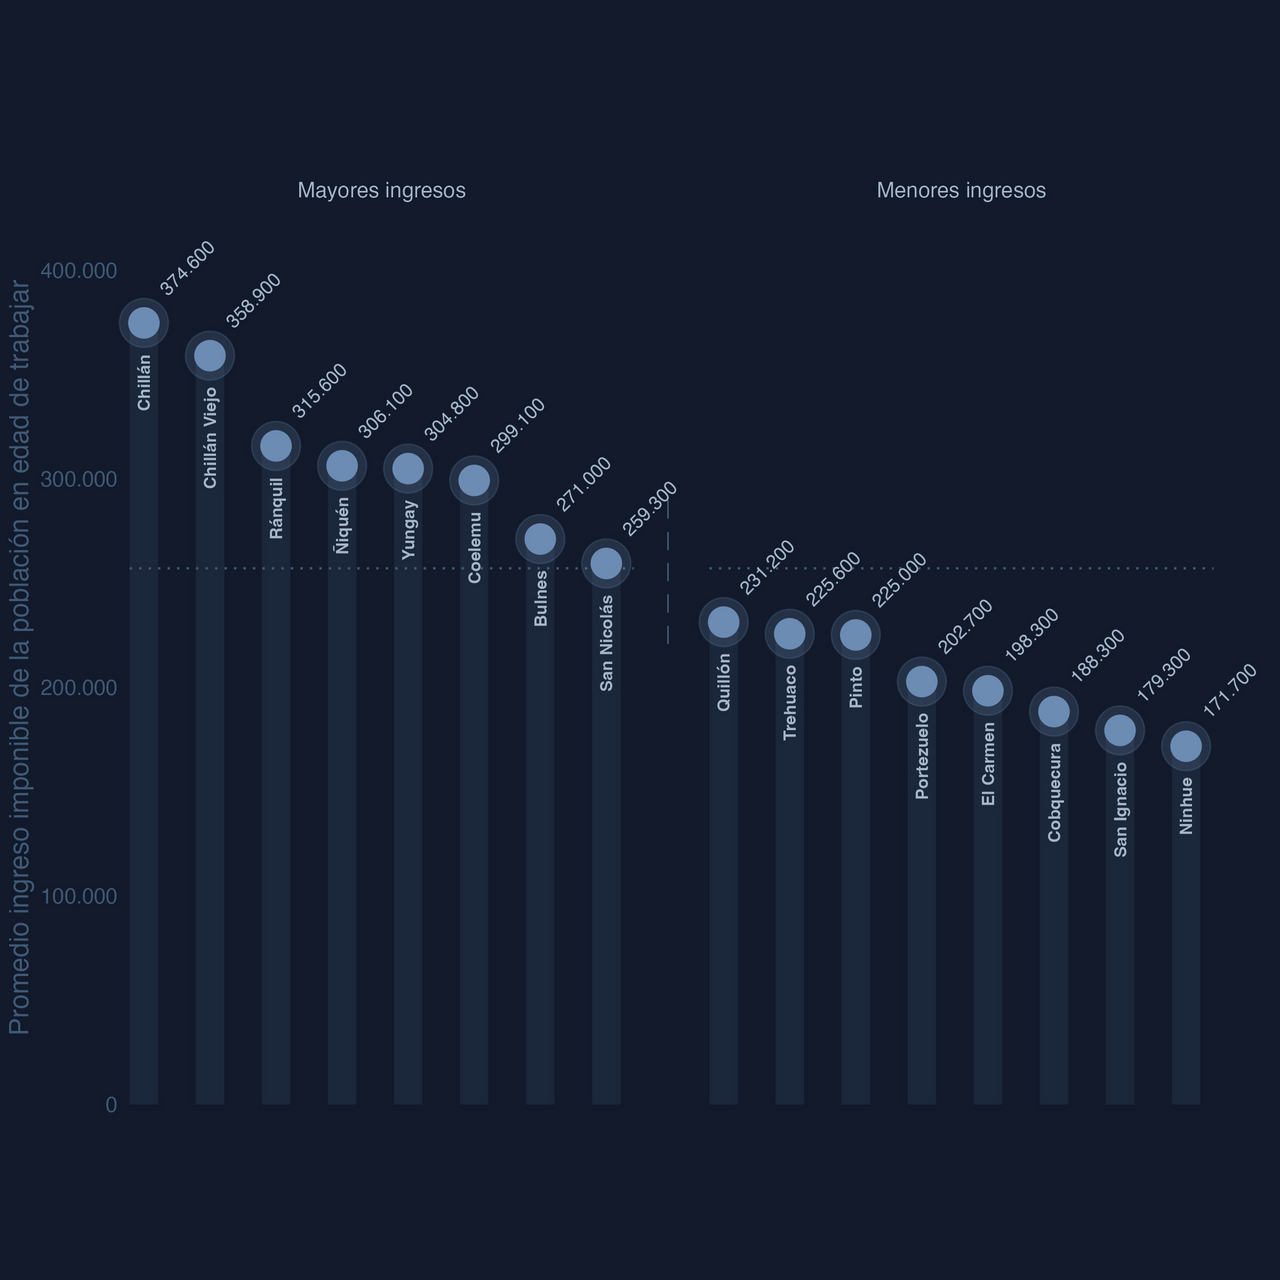 Mayores ingresos
Menores ingresos
Promedio ingreso imponible de la población en edad de trabajar
400.000
300.000
200.000
100.000
0
374.600
Chillán
358.900
Chillán Viejo
315.600
Ránquil
306.100
Ñiquén
304.800
Yungay
299.100
Coelemu
271.000
Bulnes
259.300
San Nicolás
231.200
Quillón
225.600
Trehuaco
225.000
Pinto
202.700
Portezuelo
198.300
El Carmen
188.300
Cobquecura
179.300
San Ignacio
171.700
Ninhue